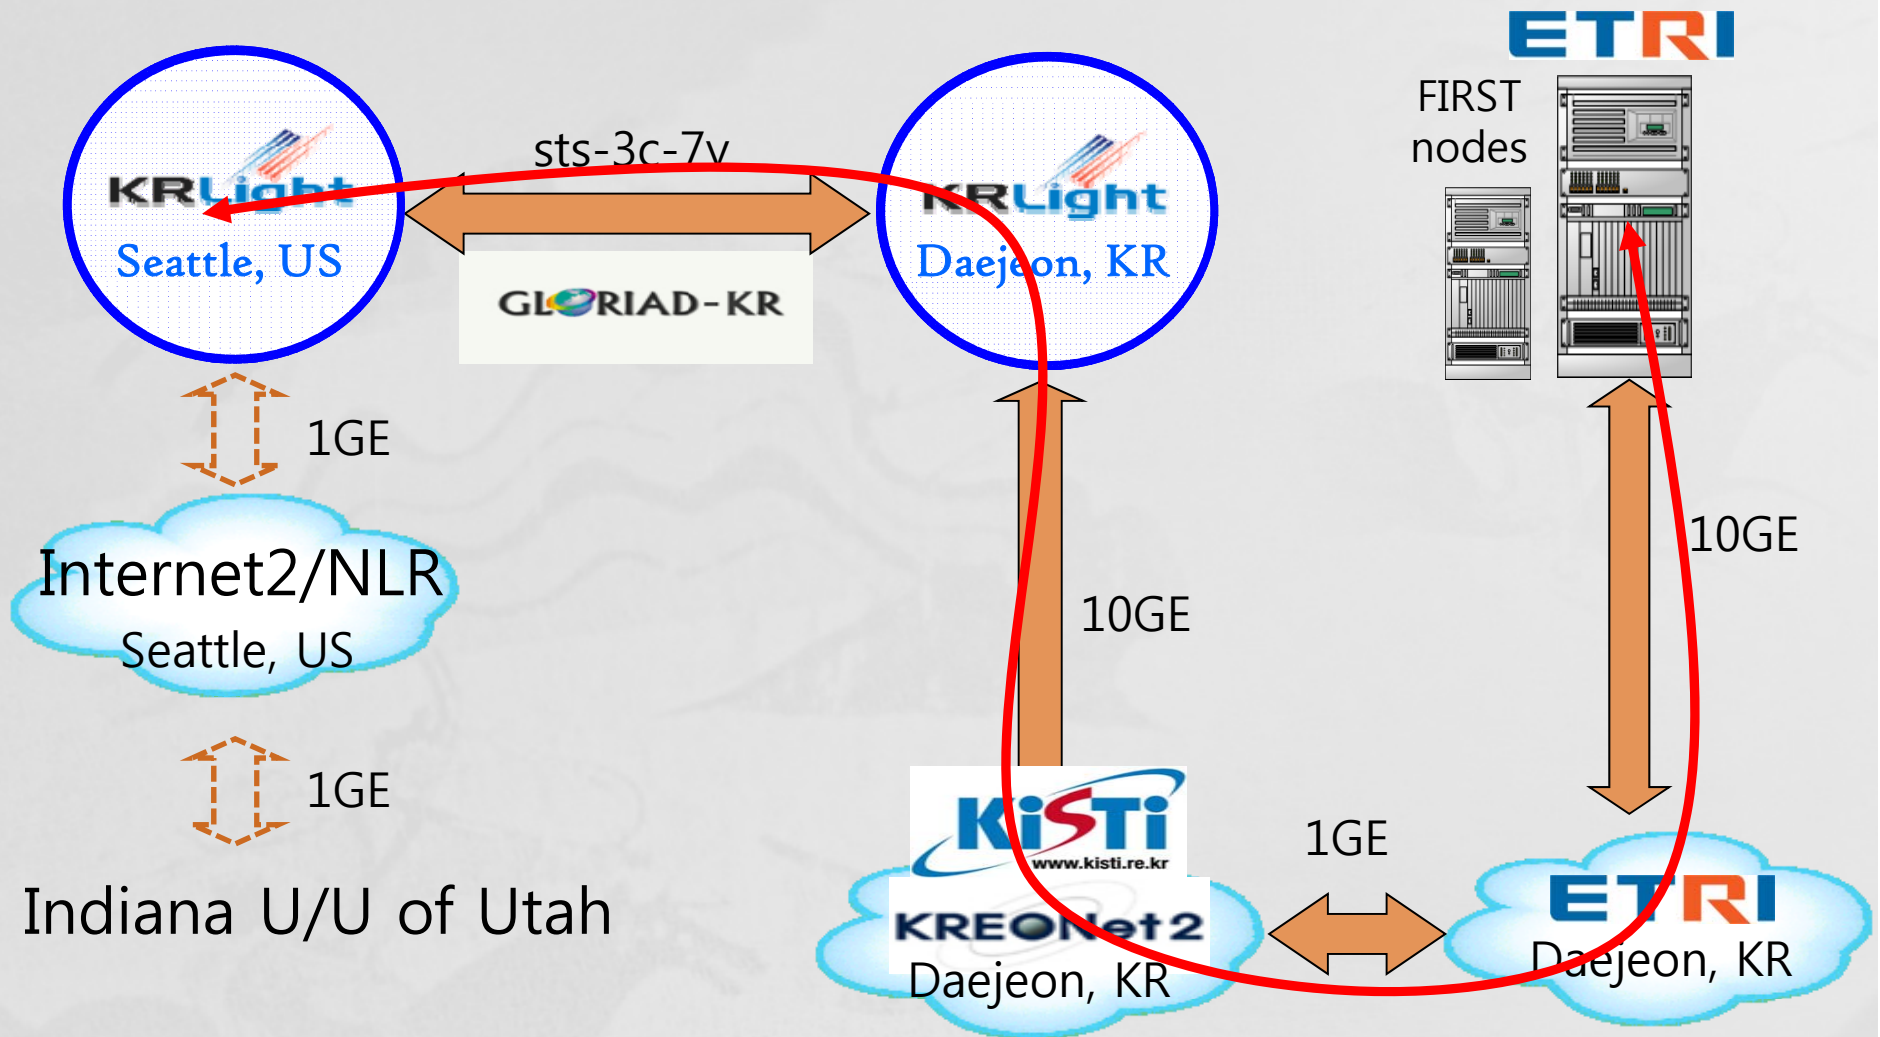 ETRI
FIRST
nodes
sts-3c-7v
KRLight
Seattle, US
KRLight
Daejeon, KR
GLORIAD-KR
1GE
10GE
Internet2/NLR
Seattle, US
10GE
1GE
KiSTi
www.kisti.re.kr
1GE
Indiana U/U of Utah
KREONet2
Daejeon, KR
ETRI
Daejeon, KR